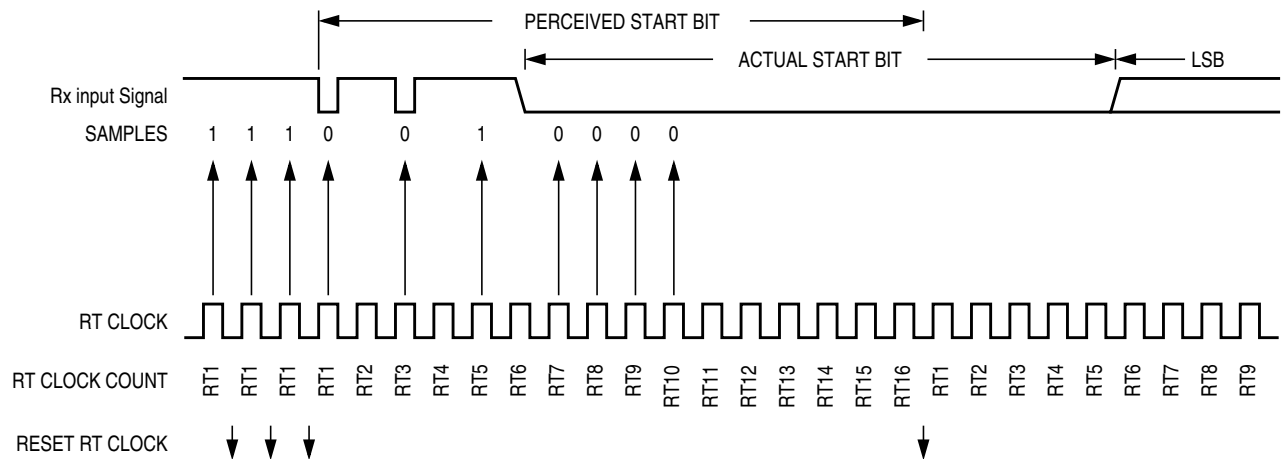 PERCEIVED START BIT
ACTUAL START BIT LSB
Rx input Signal
SAMPLES 1 1 1 0 0 1 0 0 0 0
RT CLOCK
RT CLOCK COUNT RT1 RT1 RT1 RT1 RT2 RT3 RT4 RT5 RT6 RT7 RT8 RT9 RT10 RT11 RT12 RT13 RT14 RT15 RT16 RT1 RT2 RT3 RT4 RT5 RT6 RT7 RT8 RT9
RESET RT CLOCK